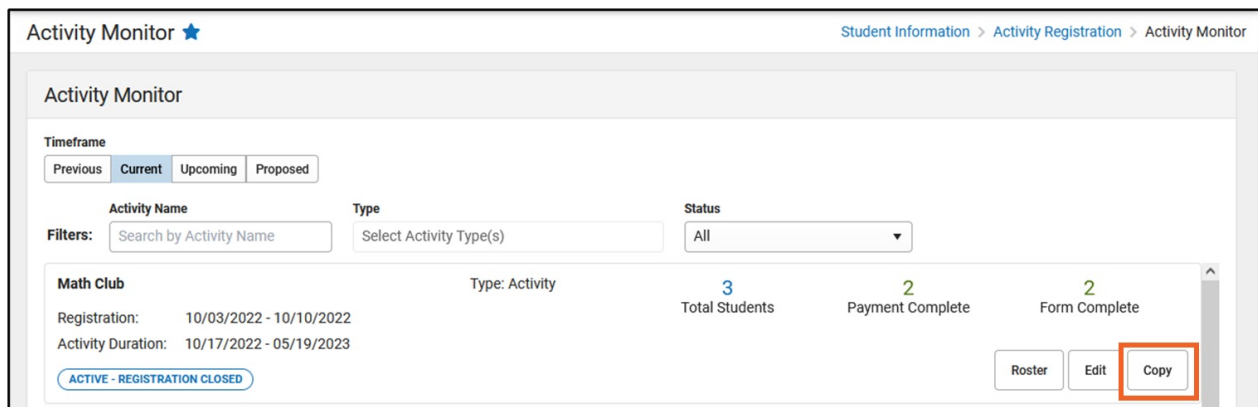 Activity Monitor
Student Information > Activity Registration > Activity Monitor
Activity Monitor
Timeframe
Previous Current Upcoming Proposed
Activity Name Type Status
Filters: Search by Activity Name Select Activity Type(s) All
Math Club Type: Activity 3 2 2
Total Students Payment Complete Form Complete
Registration: 10/03/2022 - 10/10/2022
Activity Duration: 10/17/2022 - 05/19/2023
ACTIVE - REGISTRATION CLOSED Roster Edit Copy